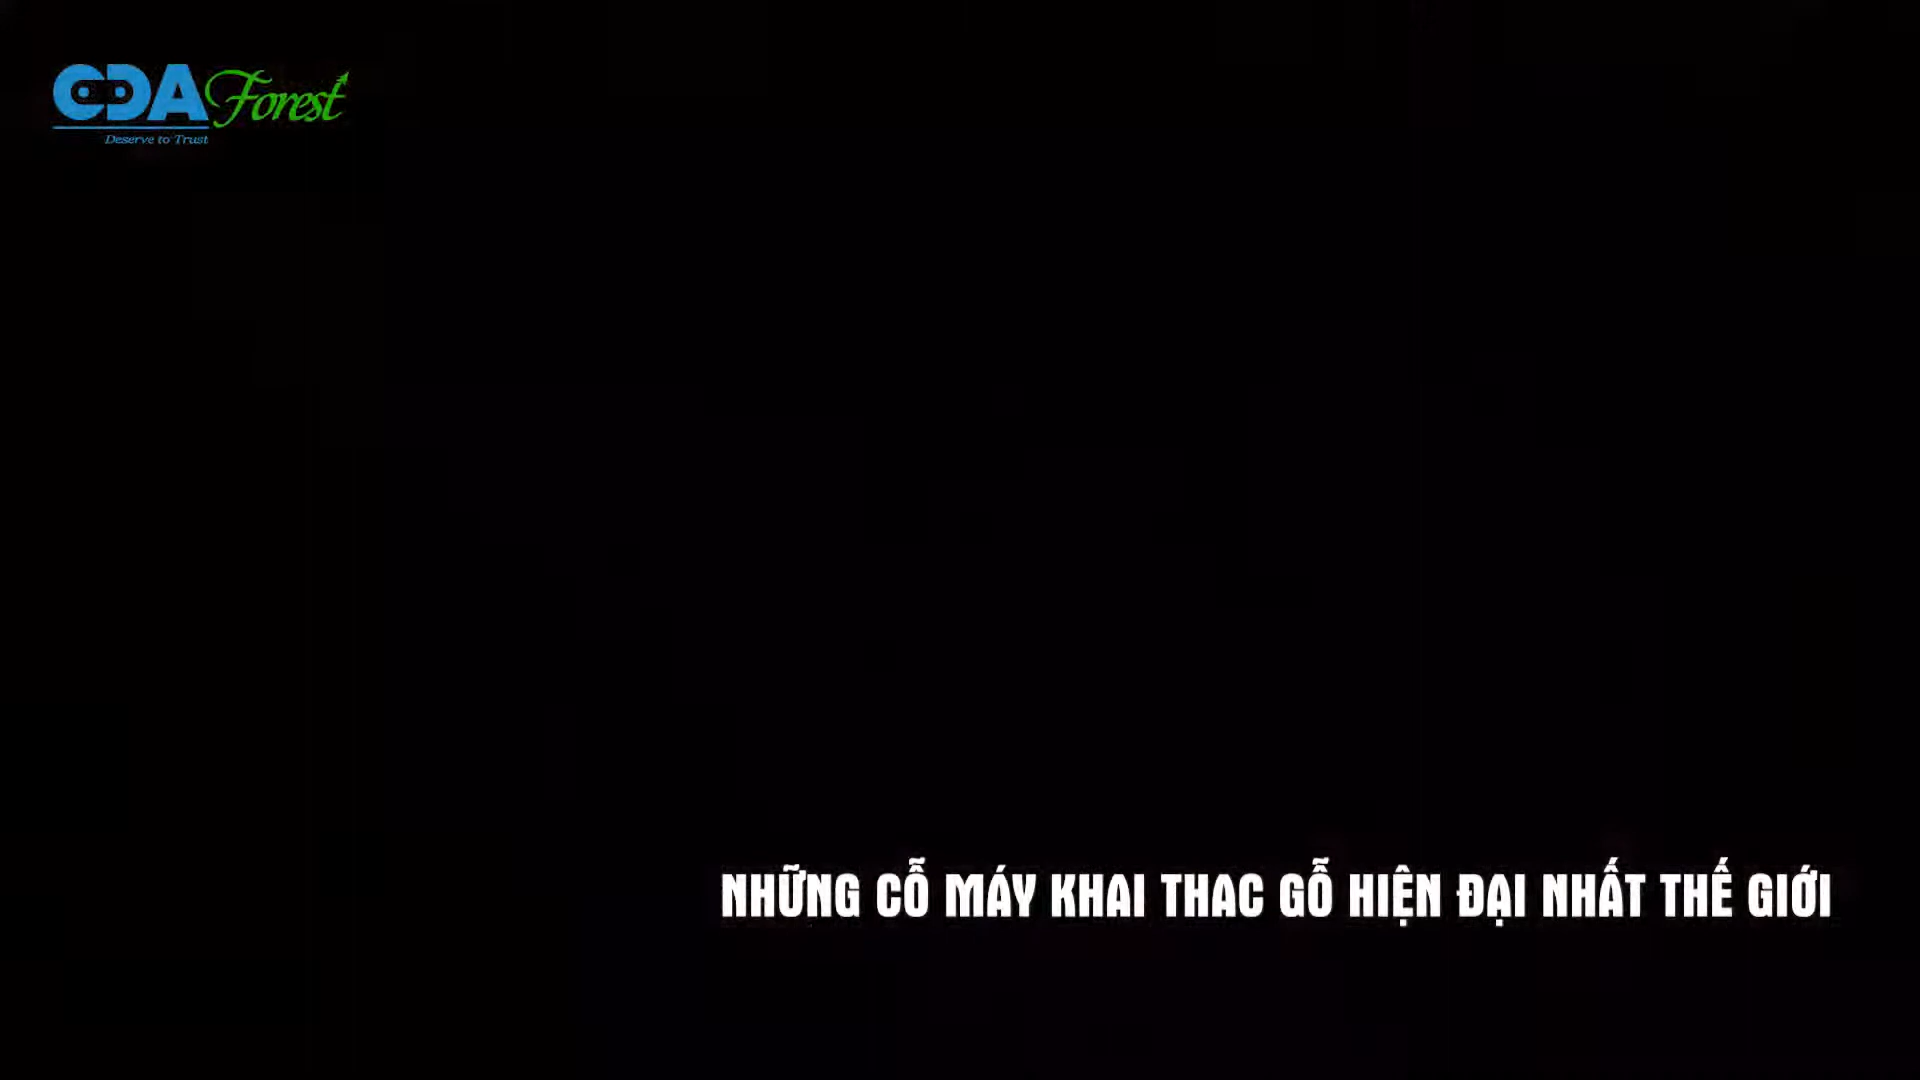 CDA Forest
Deserve to Trust
NHỮNG CỖ MÁY KHAI THAC GỖ HIỆN ĐẠI NHẤT THẾ GIỚI